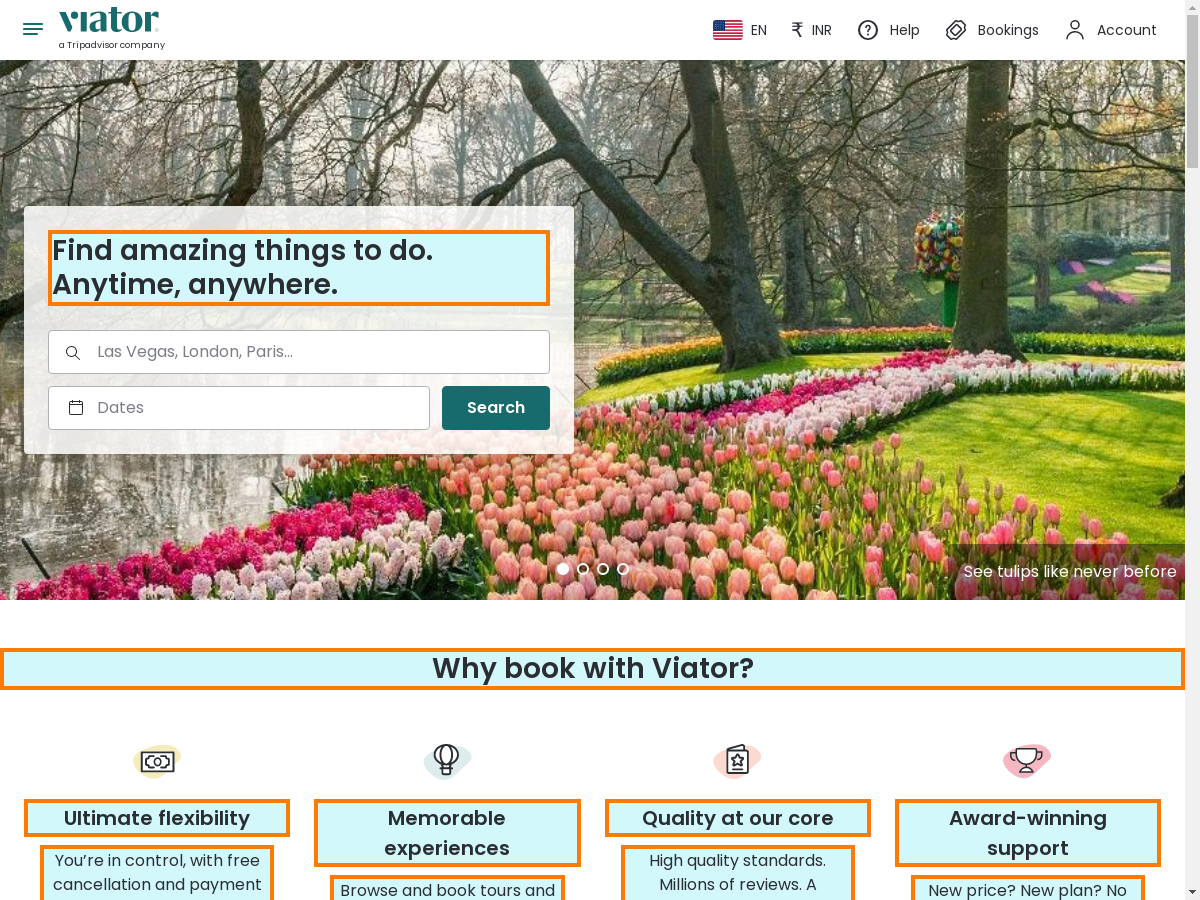 viator
a Tripadvisor company
EN
₹ INR
Help
Bookings
Account
Find amazing things to do.
Anytime, anywhere.
Las Vegas, London, Paris...
Dates
Search
See tulips like never before
Why book with Viator?
Ultimate flexibility
You're in control, with free
cancellation and payment
Memorable
experiences
Browse and book tours and
Quality at our core
High quality standards.
Millions of reviews. A
Award-winning
support
New price? New plan? No